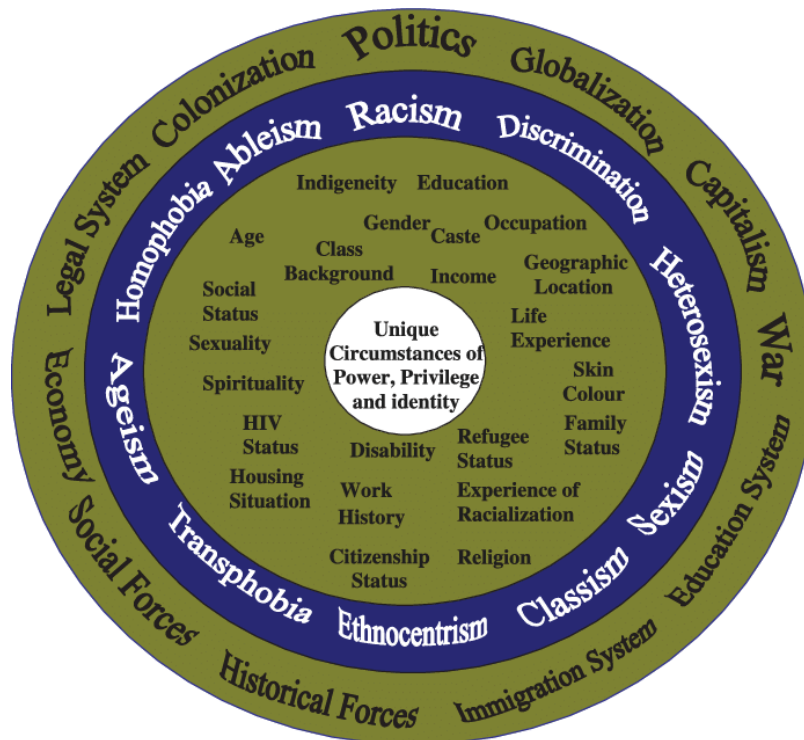 Politics
Globalization
Capitalism
War
Education System
Immigration System
Historical Forces
Social Forces
Economy
Legal System
Colonization
Racism
Discrimination
Heterosexism
Sexism
Classism
Ethnocentrism
Transphobia
Ageism
Homophobia
Ableism
Indigeneity
Education
Age
Gender
Caste
Occupation
Class
Background
Income
Geographic
Location
Social
Status
Life
Experience
Sexuality
Spirituality
Skin
Colour
HIV
Status
Family
Status
Disability
Refugee
Status
Housing
Situation
Work
History
Experience of
Racialization
Citizenship
Status
Religion
Unique
Circumstances of
Power, Privilege
and identity